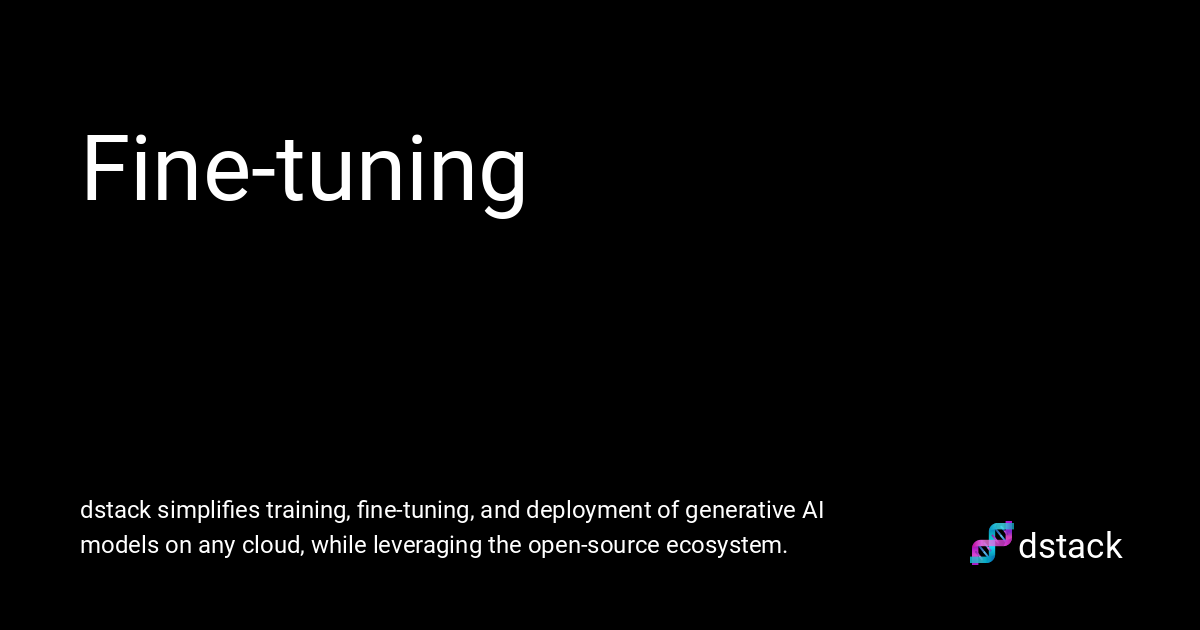 Fine-tuning
dstack simplifies training, fine-tuning, and deployment of generative AI
models on any cloud, while leveraging the open-source ecosystem.
dstack